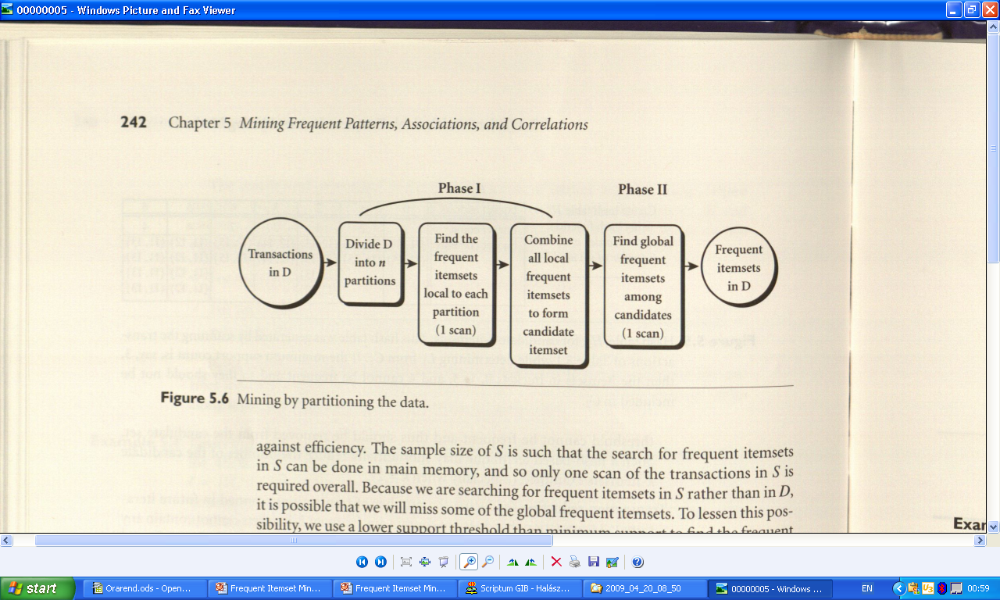 00000005 - Windows Picture and Fax Viewer
242 Chapter 5 Mining Frequent Patterns, Associations, and Correlations
Phase I
Phase II
Transactions
in D
Divide D
into n
partitions
Find the
frequent
itemsets
local to each
partition
(1 scan)
Combine
all local
frequent
itemsets
to form
candidate
itemset
Find global
frequent
itemsets
among
candidates
(1 scan)
Frequent
itemsets
in D
Figure 5.6 Mining by partitioning the data.
against efficiency. The sample size of S is such that the search for frequent itemsets
in S can be done in main memory, and so only one scan of the transactions in S is
required overall. Because we are searching for frequent itemsets in S rather than in D,
it is possible that we will miss some of the global frequent itemsets. To lessen this pos-
sibility, we use a lower support threshold than minimum support to find the frequent
Exar
start
Orarend.ods - Open...
Frequent Itemset Min...
Frequent Itemset Min...
Scriptum GIB - Halász...
2009_04_20_08_50
00000005 - Windows ...
EN
U3
00:59